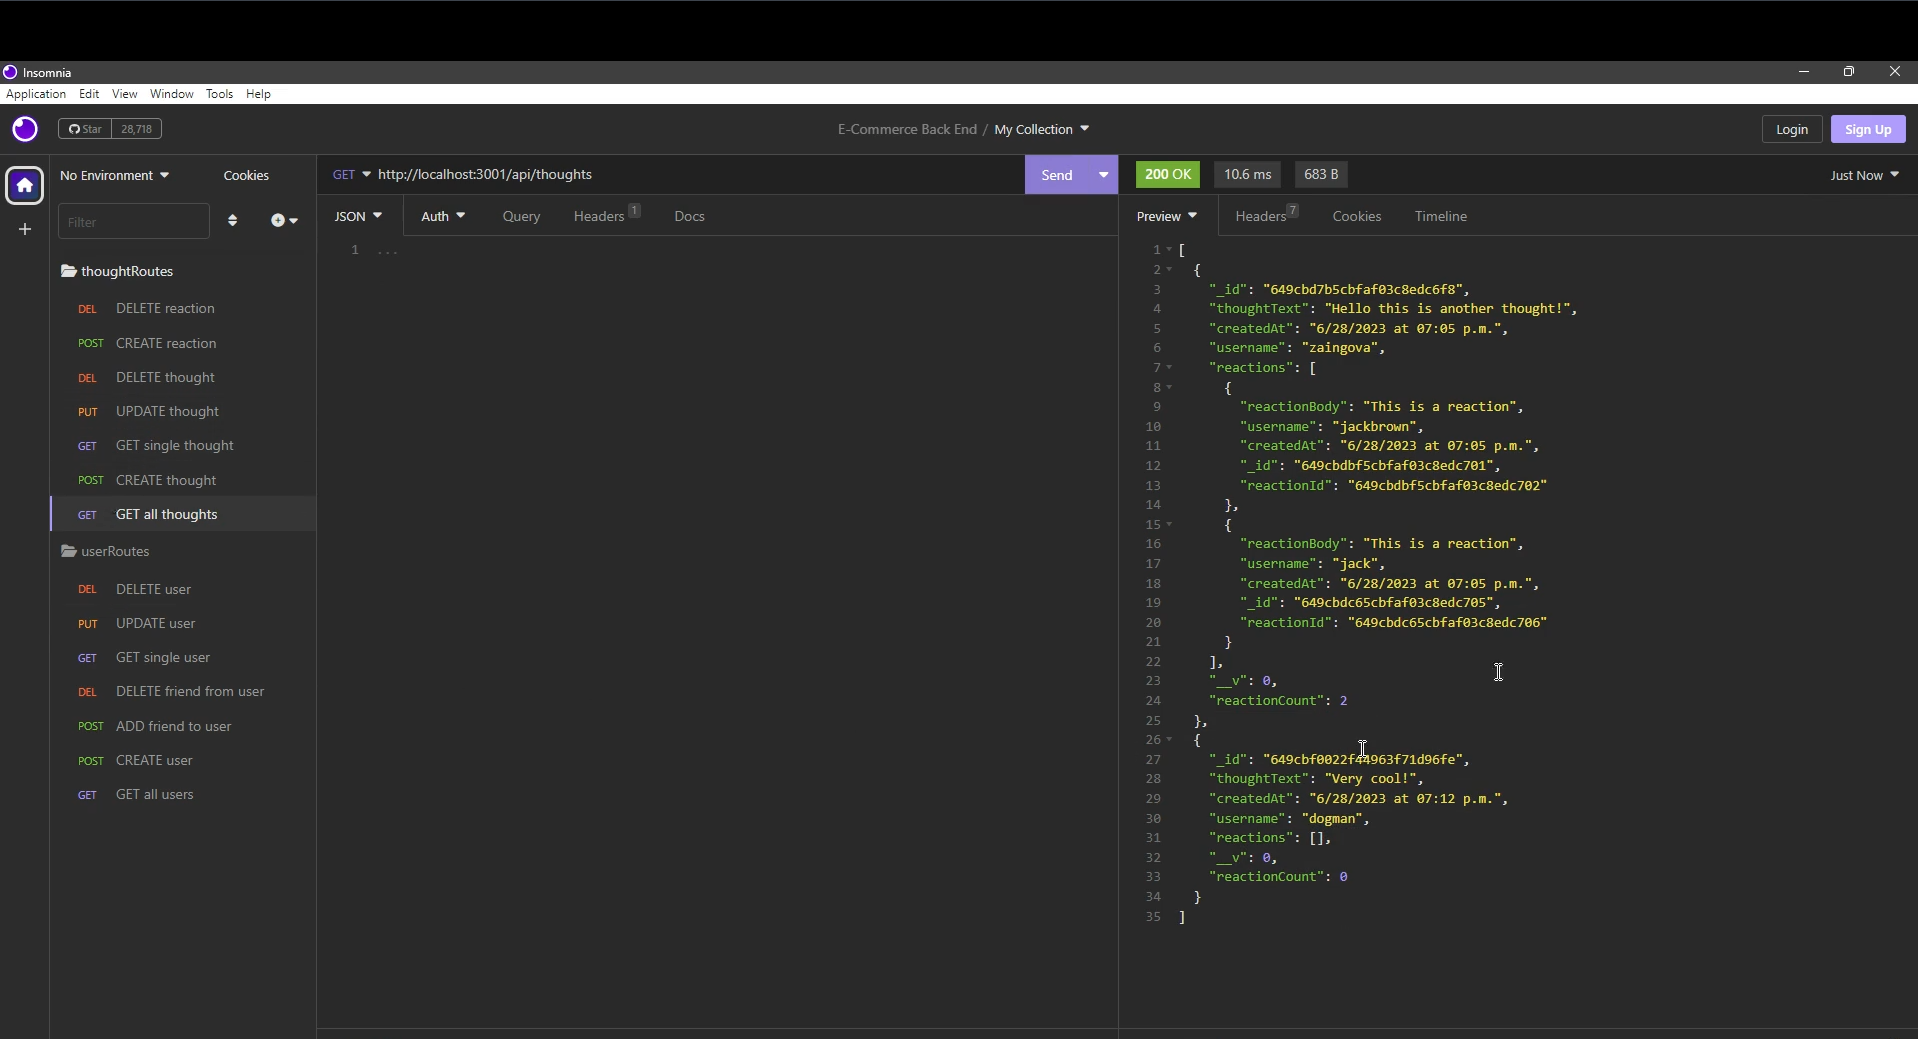 Insomnia
Application Edit View Window Tools Help
Star 28,718
E-Commerce Back End / My Collection
Login Sign Up
No Environment Cookies
GET http://localhost:3001/api/thoughts Send
200 OK 10.6 ms 683 B Just Now
Filter
JSON Auth Query Headers 1 Docs
Preview Headers 7 Cookies Timeline
thoughtRoutes
DEL DELETE reaction
POST CREATE reaction
DEL DELETE thought
PUT UPDATE thought
GET GET single thought
POST CREATE thought
GET GET all thoughts
userRoutes
DEL DELETE user
PUT UPDATE user
GET GET single user
DEL DELETE friend from user
POST ADD friend to user
POST CREATE user
GET GET all users
1 ...
1 [
2 {
3 "_id": "649cbd7b5cbfaf03c8edc6f8",
4 "thoughtText": "Hello this is another thought!",
5 "createdAt": "6/28/2023 at 07:05 p.m.",
6 "username": "zaingova",
7 "reactions": [
8 {
9 "reactionBody": "This is a reaction",
10 "username": "jackbrown",
11 "createdAt": "6/28/2023 at 07:05 p.m.",
12 "_id": "649cbdbf5cbfaf03c8edc701",
13 "reactionId": "649cbdbf5cbfaf03c8edc702"
14 },
15 {
16 "reactionBody": "This is a reaction",
17 "username": "jack",
18 "createdAt": "6/28/2023 at 07:05 p.m.",
19 "_id": "649cbdc65cbfaf03c8edc705",
20 "reactionId": "649cbdc65cbfaf03c8edc706"
21 }
22 ],
23 "__v": 0,
24 "reactionCount": 2
25 },
26 {
27 "_id": "649cbf0022f44963f71d96fe",
28 "thoughtText": "Very cool!",
29 "createdAt": "6/28/2023 at 07:12 p.m.",
30 "username": "dogman",
31 "reactions": [],
32 "__v": 0,
33 "reactionCount": 0
34 }
35 ]